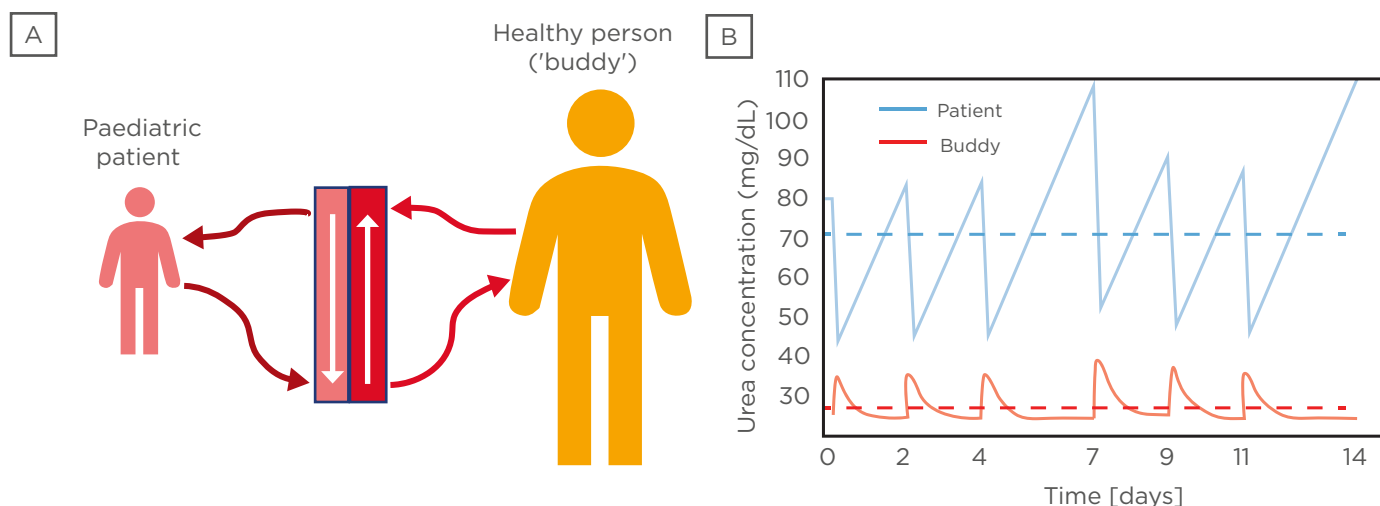 A
Healthy person
('buddy')
Paediatric
patient
B
Urea concentration (mg/dL)
110
100
90
80
70
60
50
40
30
Patient
Buddy
0 2 4 7 9 11 14
Time [days]